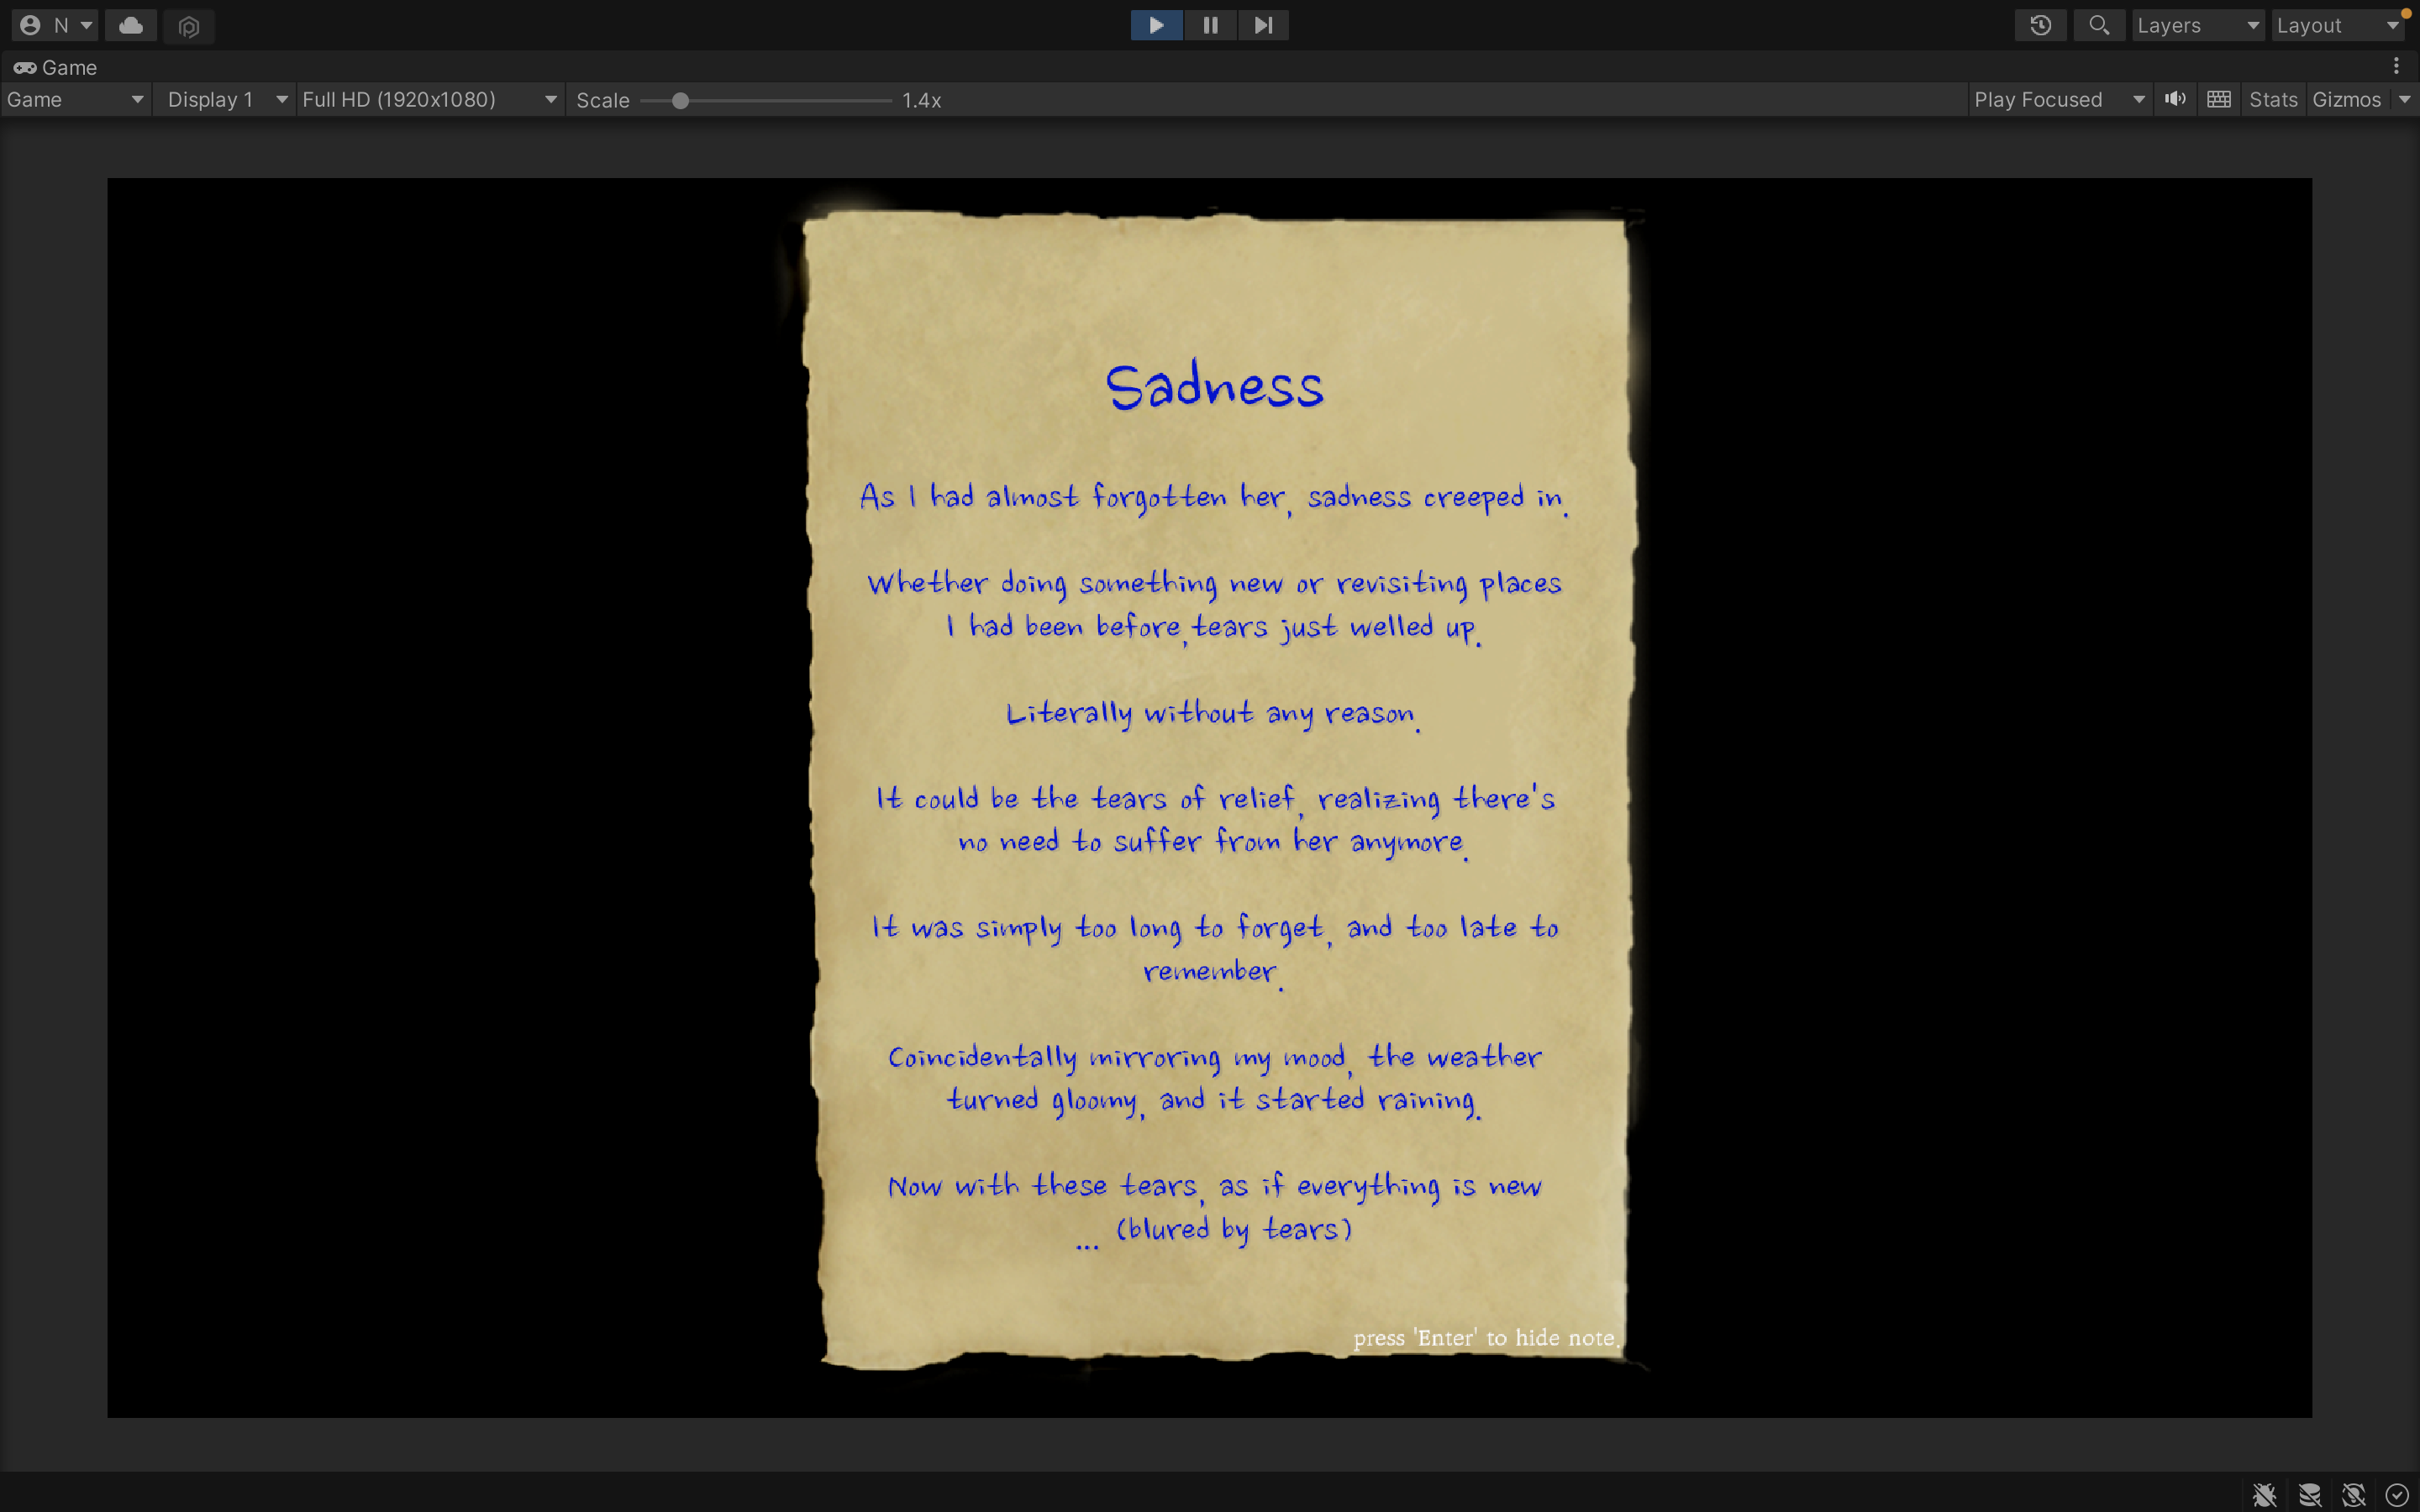 N
Layers
Layout
Game
Game
Display 1
Full HD (1920x1080)
Scale
1.4x
Play Focused
Stats
Gizmos
Sadness
As I had almost forgotten her, sadness creeped in.
Whether doing something new or revisiting places
I had been before,tears just welled up.
Literally without any reason.
It could be the tears of relief, realizing there's
no need to suffer from her anymore.
It was simply too long to forget, and too late to
remember.
Coincidentally mirroring my mood, the weather
turned gloomy, and it started raining.
Now with these tears, as if everything is new
... (blured by tears)
press 'Enter' to hide note.